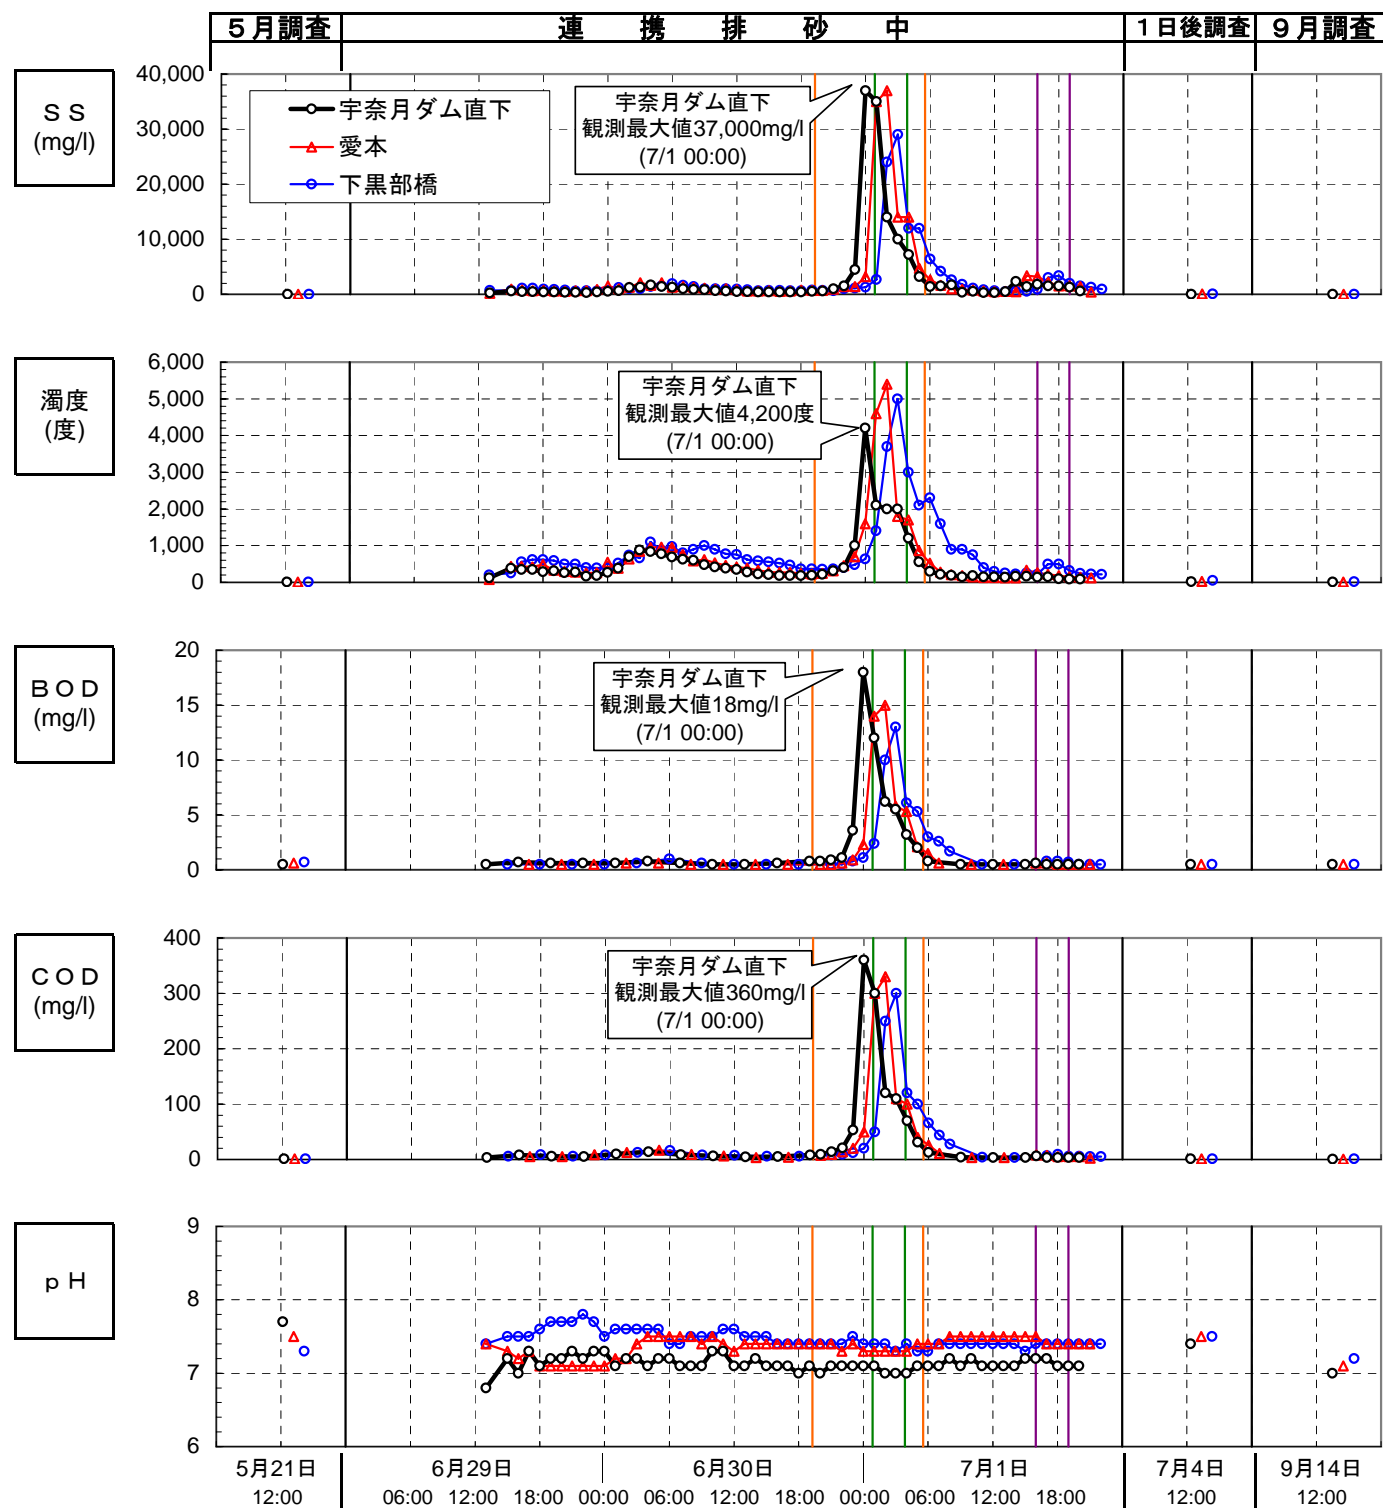 ５月調査 連携排砂中 １日後調査 ９月調査
ＳＳ
(mg/l)
40,000
30,000
20,000
10,000
0
宇奈月ダム直下
愛本
下黒部橋
宇奈月ダム直下
観測最大値37,000mg/l
(7/1 00:00)
濁度
(度)
6,000
5,000
4,000
3,000
2,000
1,000
0
宇奈月ダム直下
観測最大値4,200度
(7/1 00:00)
ＢＯＤ
(mg/l)
20
15
10
5
0
宇奈月ダム直下
観測最大値18mg/l
(7/1 00:00)
ＣＯＤ
(mg/l)
400
300
200
100
0
宇奈月ダム直下
観測最大値360mg/l
(7/1 00:00)
ｐＨ
9
8
7
6
5月21日 6月29日 6月30日 7月1日 7月4日 9月14日
12:00 06:00 12:00 18:00 00:00 06:00 12:00 18:00 00:00 06:00 12:00 18:00 12:00 12:00